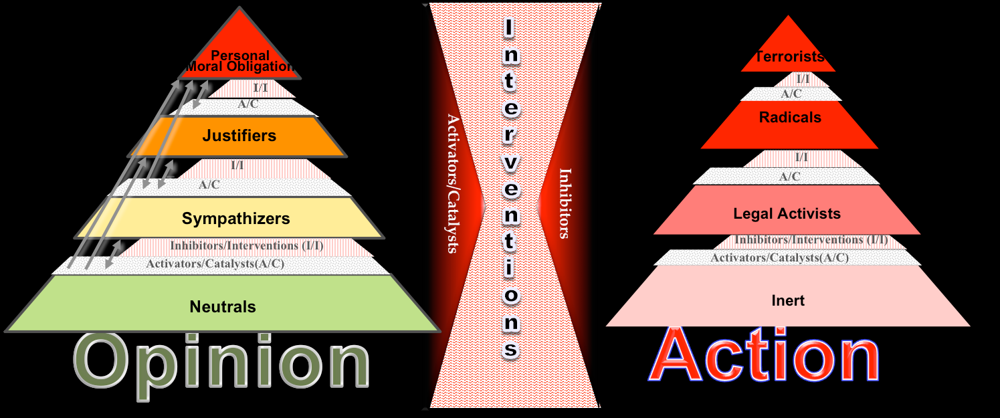 Personal
Moral Obligation
I/I
A/C
Justifiers
I/I
A/C
Sympathizers
Inhibitors/Interventions (I/I)
Activators/Catalysts(A/C)
Neutrals
Opinion
Activators/Catalysts
Interventions
Inhibitors
Terrorists
I/I
A/C
Radicals
I/I
A/C
Legal Activists
Inhibitors/Interventions (I/I)
Activators/Catalysts(A/C)
Inert
Action